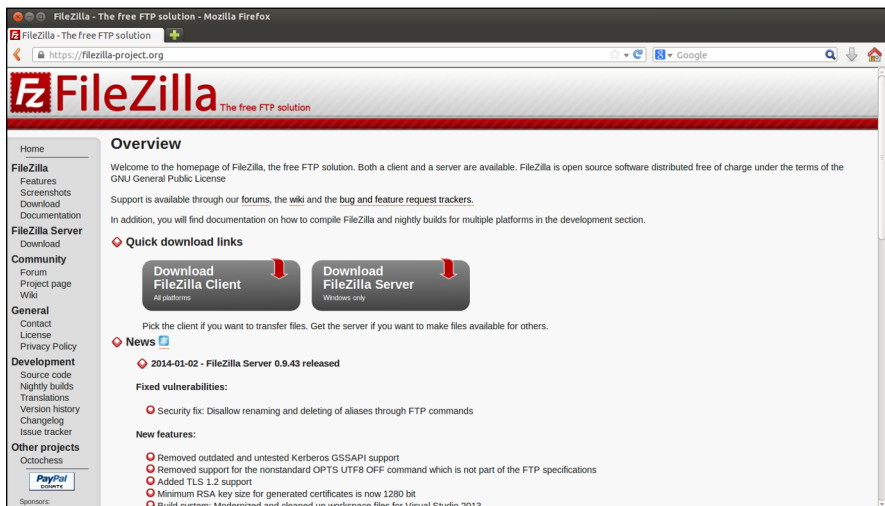 FileZilla - The free FTP solution - Mozilla Firefox
FileZilla - The free FTP solution
https://filezilla-project.org
Google
FileZilla The free FTP solution
Home
FileZilla
Features
Screenshots
Download
Documentation
FileZilla Server
Download
Community
Forum
Project page
Wiki
General
Contact
License
Privacy Policy
Development
Source code
Nightly builds
Translations
Version history
Changelog
Issue tracker
Other projects
Octochess
PayPal
DONATE
Sponsors:
Overview
Welcome to the homepage of FileZilla, the free FTP solution. Both a client and a server are available. FileZilla is open source software distributed free of charge under the terms of the
GNU General Public License
Support is available through our forums, the wiki and the bug and feature request trackers.
In addition, you will find documentation on how to compile FileZilla and nightly builds for multiple platforms in the development section.
Quick download links
Download
FileZilla Client
All platforms
Download
FileZilla Server
Windows only
Pick the client if you want to transfer files. Get the server if you want to make files available for others.
News
2014-01-02 - FileZilla Server 0.9.43 released
Fixed vulnerabilities:
Security fix: Disallow renaming and deleting of aliases through FTP commands
New features:
Removed outdated and untested Kerberos GSSAPI support
Removed support for the nonstandard OPTS UTF8 OFF command which is not part of the FTP specifications
Added TLS 1.2 support
Minimum RSA key size for generated certificates is now 1280 bit
Build system: Modernized and cleaned up workspace files for Visual Studio 2013